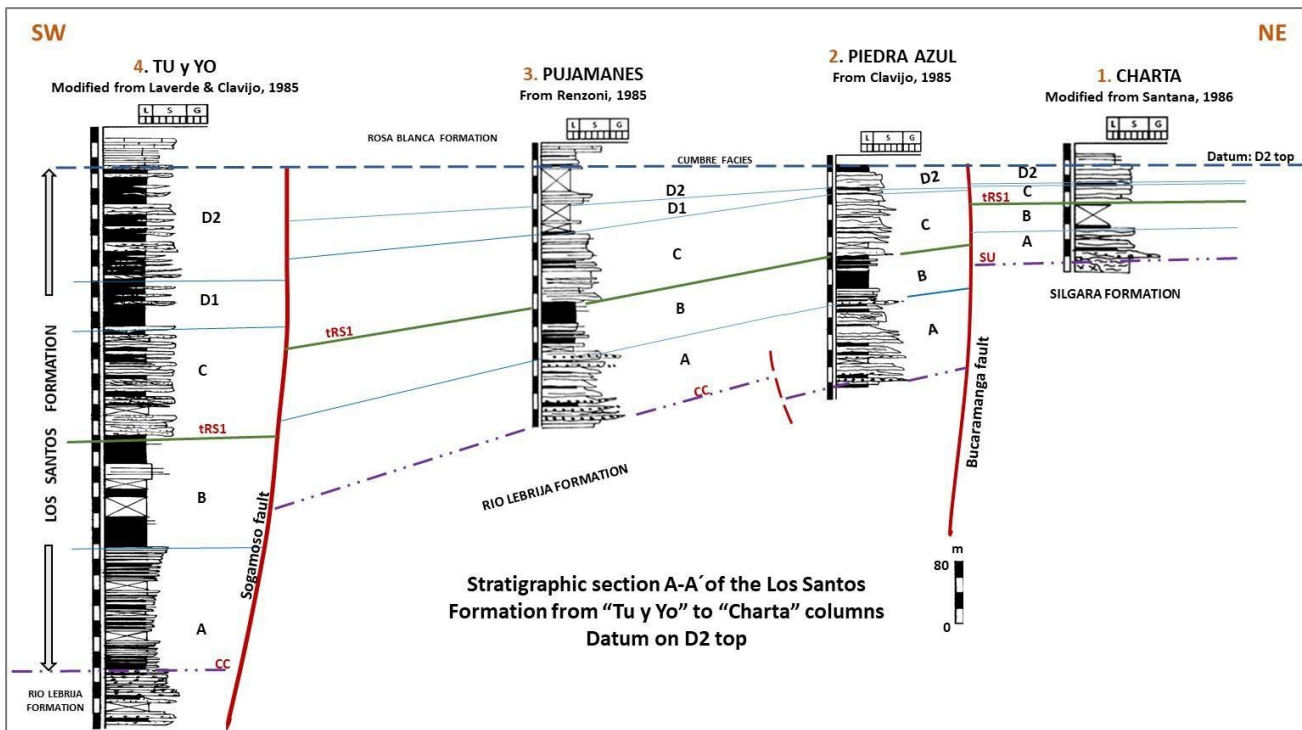 SW
NE
4. TU y YO
Modified from Laverde & Clavijo, 1985
3. PUJAMANES
From Renzoni, 1985
2. PIEDRA AZUL
From Clavijo, 1985
1. CHARTA
Modified from Santana, 1986
L S G
L S G
L S G
L S G
ROSA BLANCA FORMATION
CUMBRE FACIES
Datum: D2 top
D2
D1
C
tRS1
B
A
CC
RIO LEBRIJA
FORMATION
LOS SANTOS FORMATION
Sogamoso fault
tRS1
D2
D1
C
B
A
CC
RIO LEBRIJA FORMATION
D2
C
B
A
Bucaramanga fault
D2
C
tRS1
B
A
SU
SILGARA FORMATION
m
80
0
Stratigraphic section A-A´of the Los Santos
Formation from “Tu y Yo” to “Charta” columns
Datum on D2 top